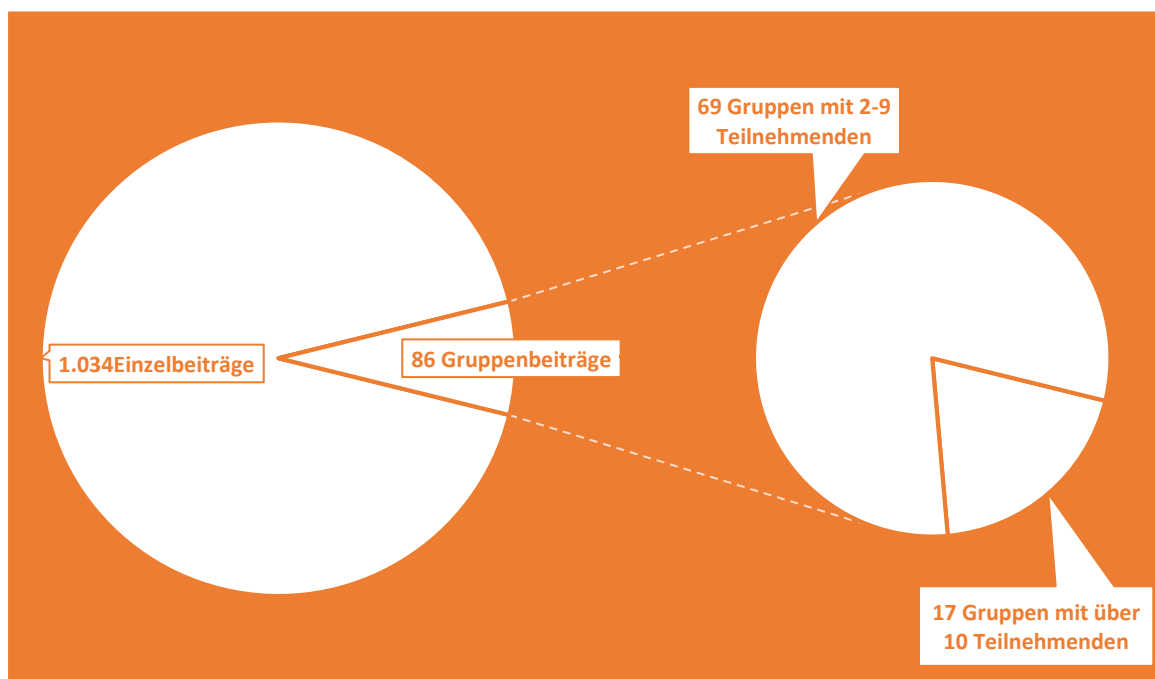 69 Gruppen mit 2-9
Teilnehmenden
1.034Einzelbeiträge
86 Gruppenbeiträge
17 Gruppen mit über
10 Teilnehmenden